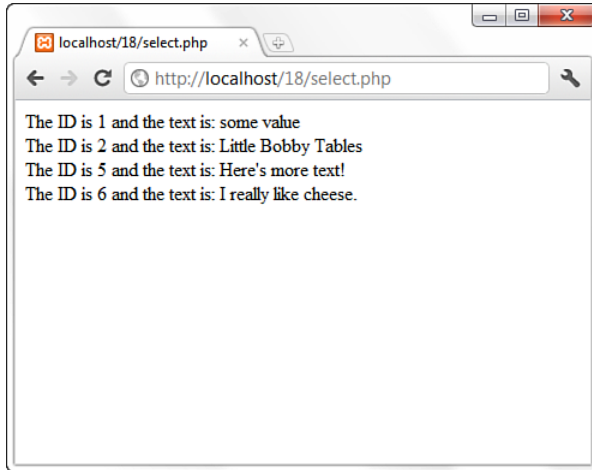 localhost/18/select.php
http://localhost/18/select.php
The ID is 1 and the text is: some value
The ID is 2 and the text is: Little Bobby Tables
The ID is 5 and the text is: Here's more text!
The ID is 6 and the text is: I really like cheese.